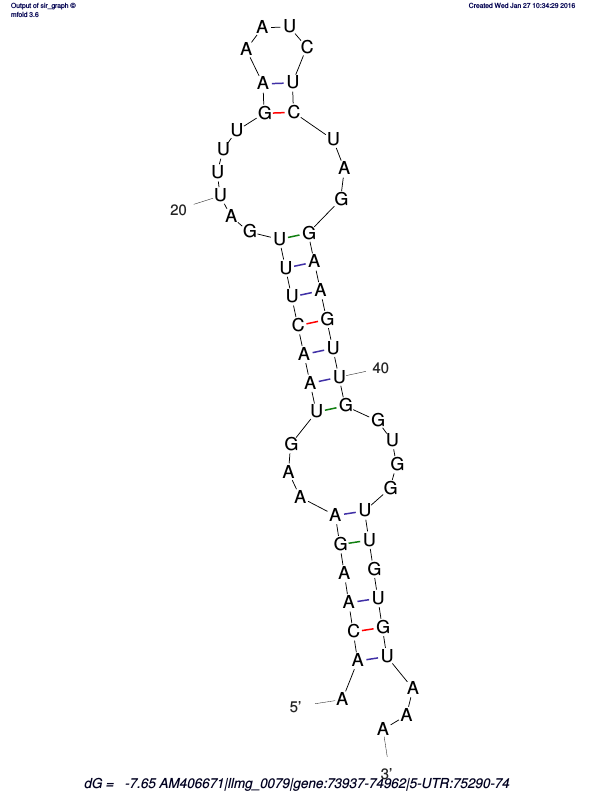 Output of sir_graph ©
mfold 3.6
Created Wed Jan 27 10:34:29 2016
A U
A C
A U
G C
U U
U A
U G
20 U
A
G U G
U A
U A
C G
A U
A U 40
U G
G
G U
A G
A G
A U
G U
A G
A U
C G
A U
5' A A
A
A
3'
dG = -7.65 AM406671|llmg_0079|gene:73937-74962|5-UTR:75290-74